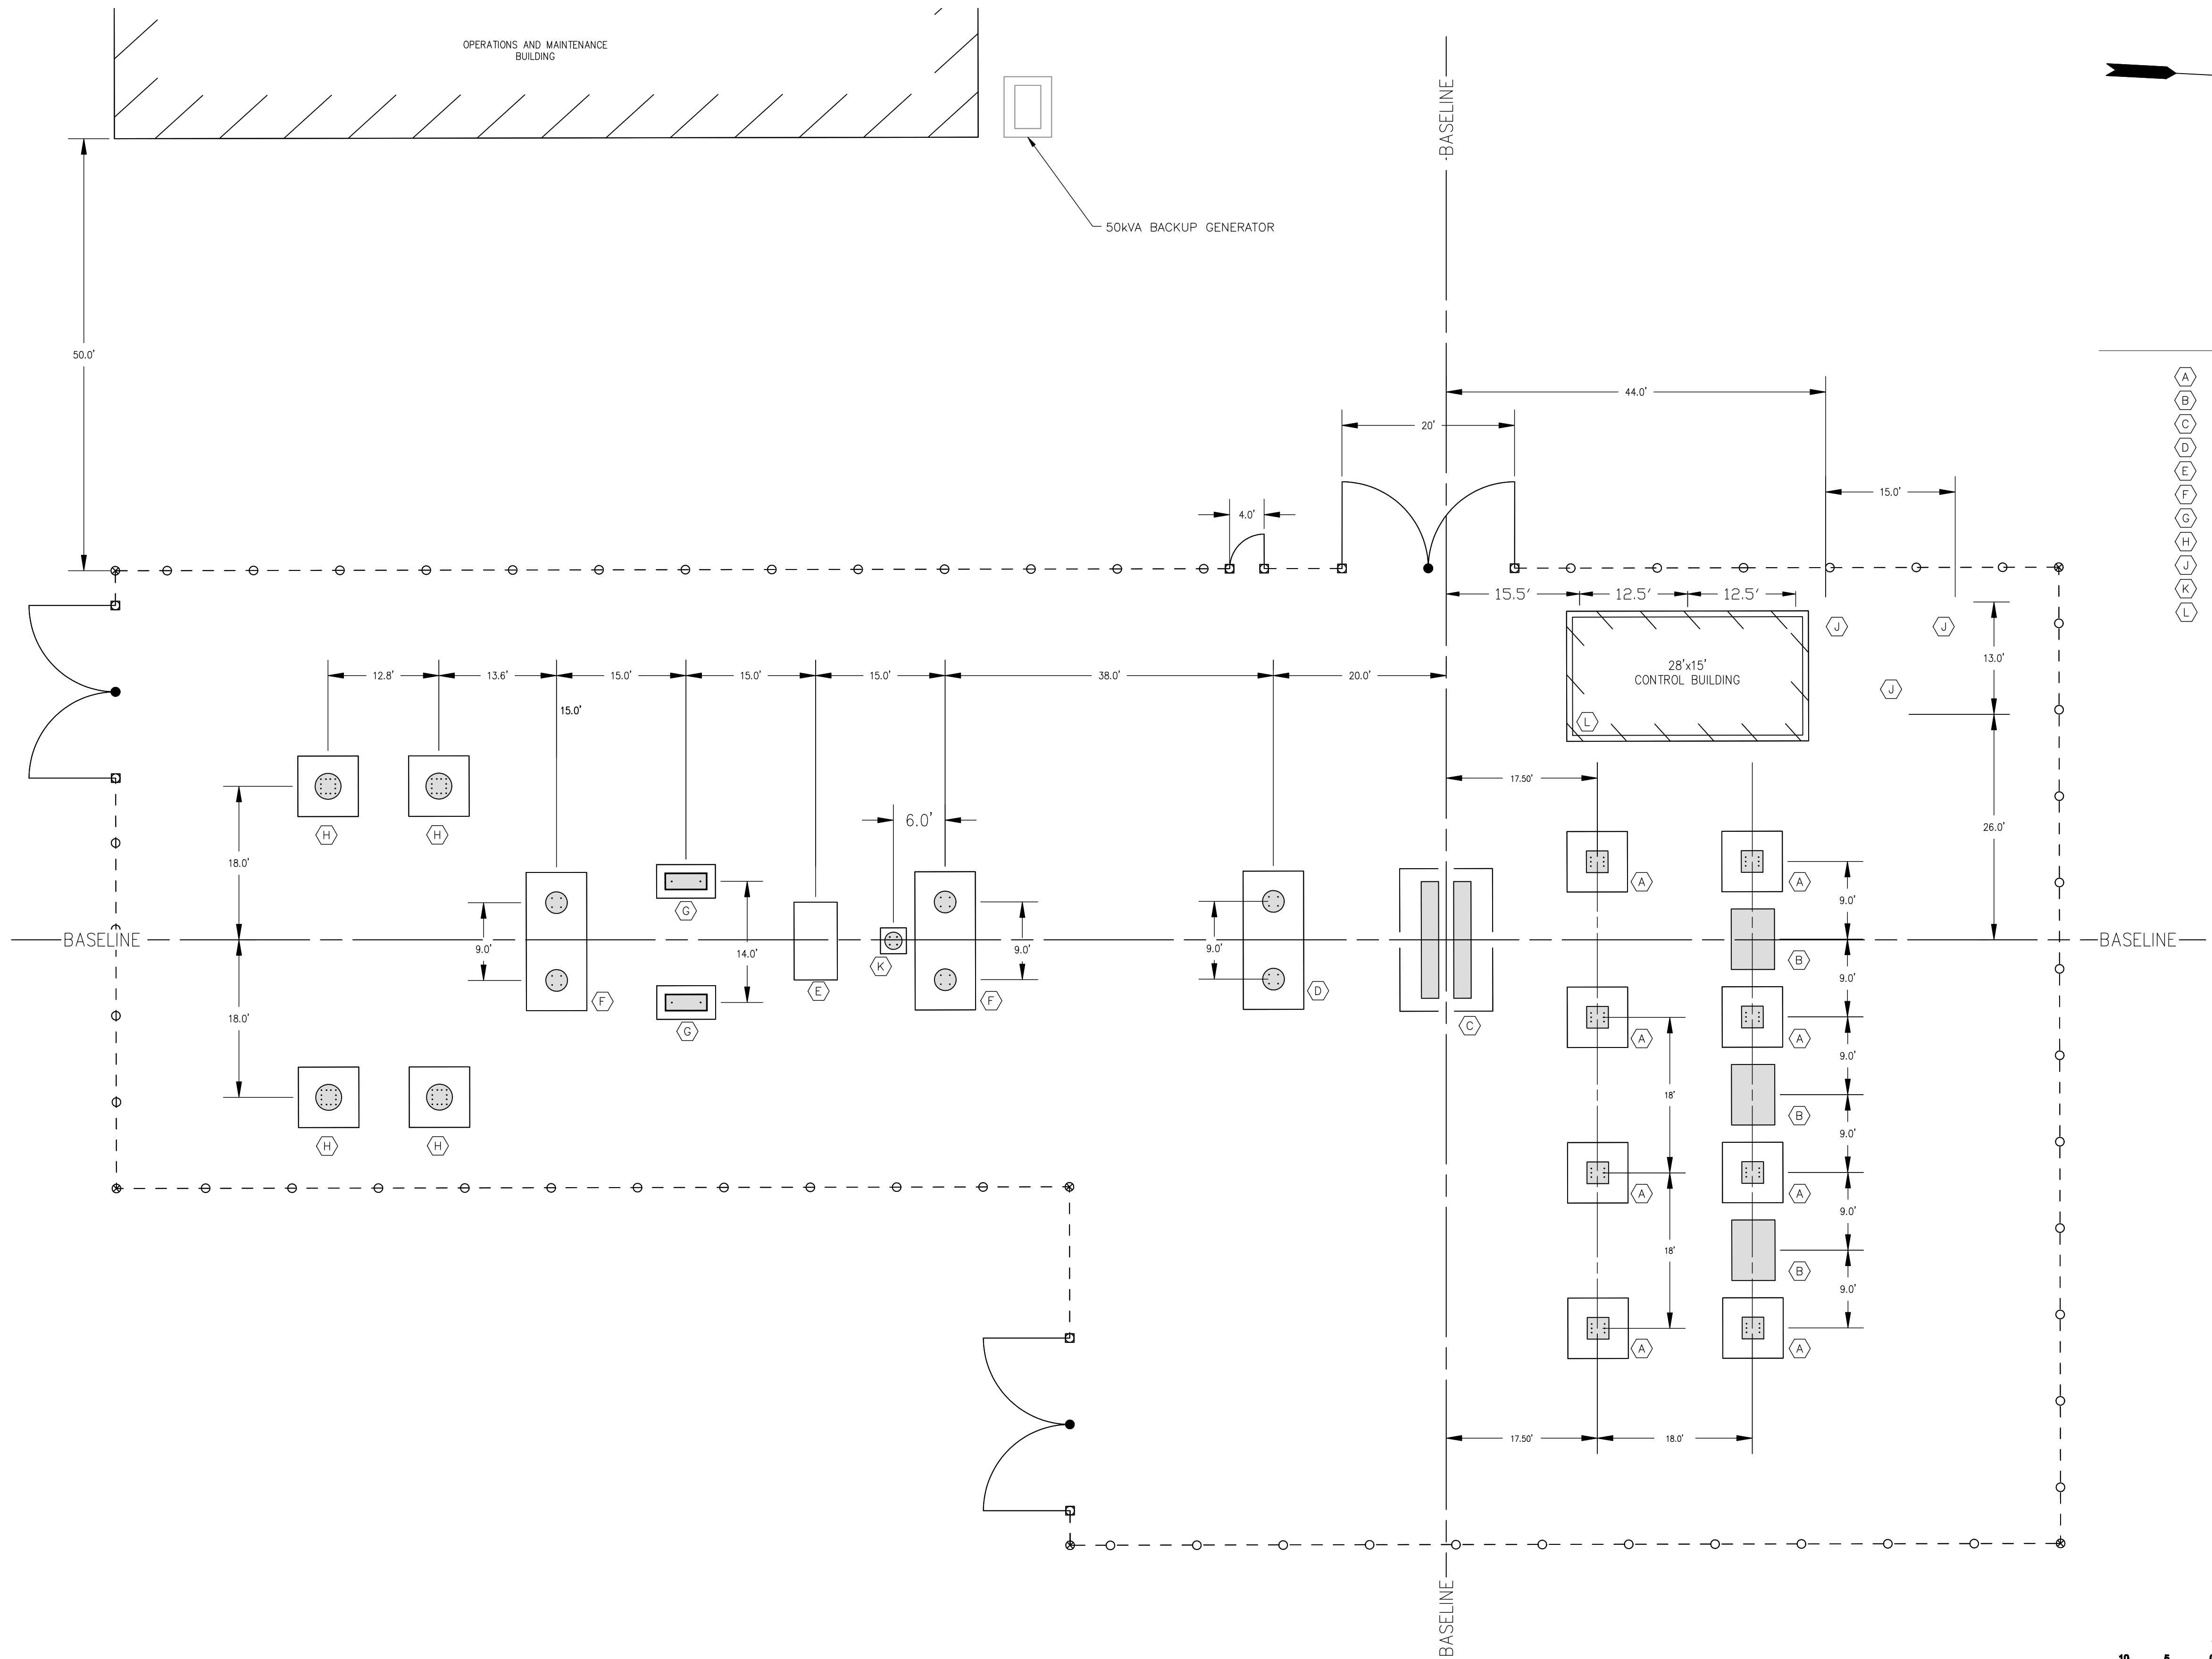 OPERATIONS AND MAINTENANCE
BUILDING
BASELINE
50kVA BACKUP GENERATOR
50.0'
44.0'
20'
15.0'
4.0'
A
B
C
D
E
F
G
H
J
K
L
15.5'
12.5'
12.5'
J
J
13.0'
28'x15'
CONTROL BUILDING
L
J
12.8'
13.6'
15.0'
15.0'
15.0'
38.0'
20.0'
15.0'
17.50'
H
H
6.0'
26.0'
18.0'
A
A
9.0'
G
BASELINE
9.0'
14.0'
9.0'
9.0'
9.0'
BASELINE
K
B
F
E
F
D
18.0'
G
C
A
A
9.0'
18'
B
9.0'
H
H
A
A
9.0'
18'
B
9.0'
A
A
17.50'
18.0'
BASELINE
10 5